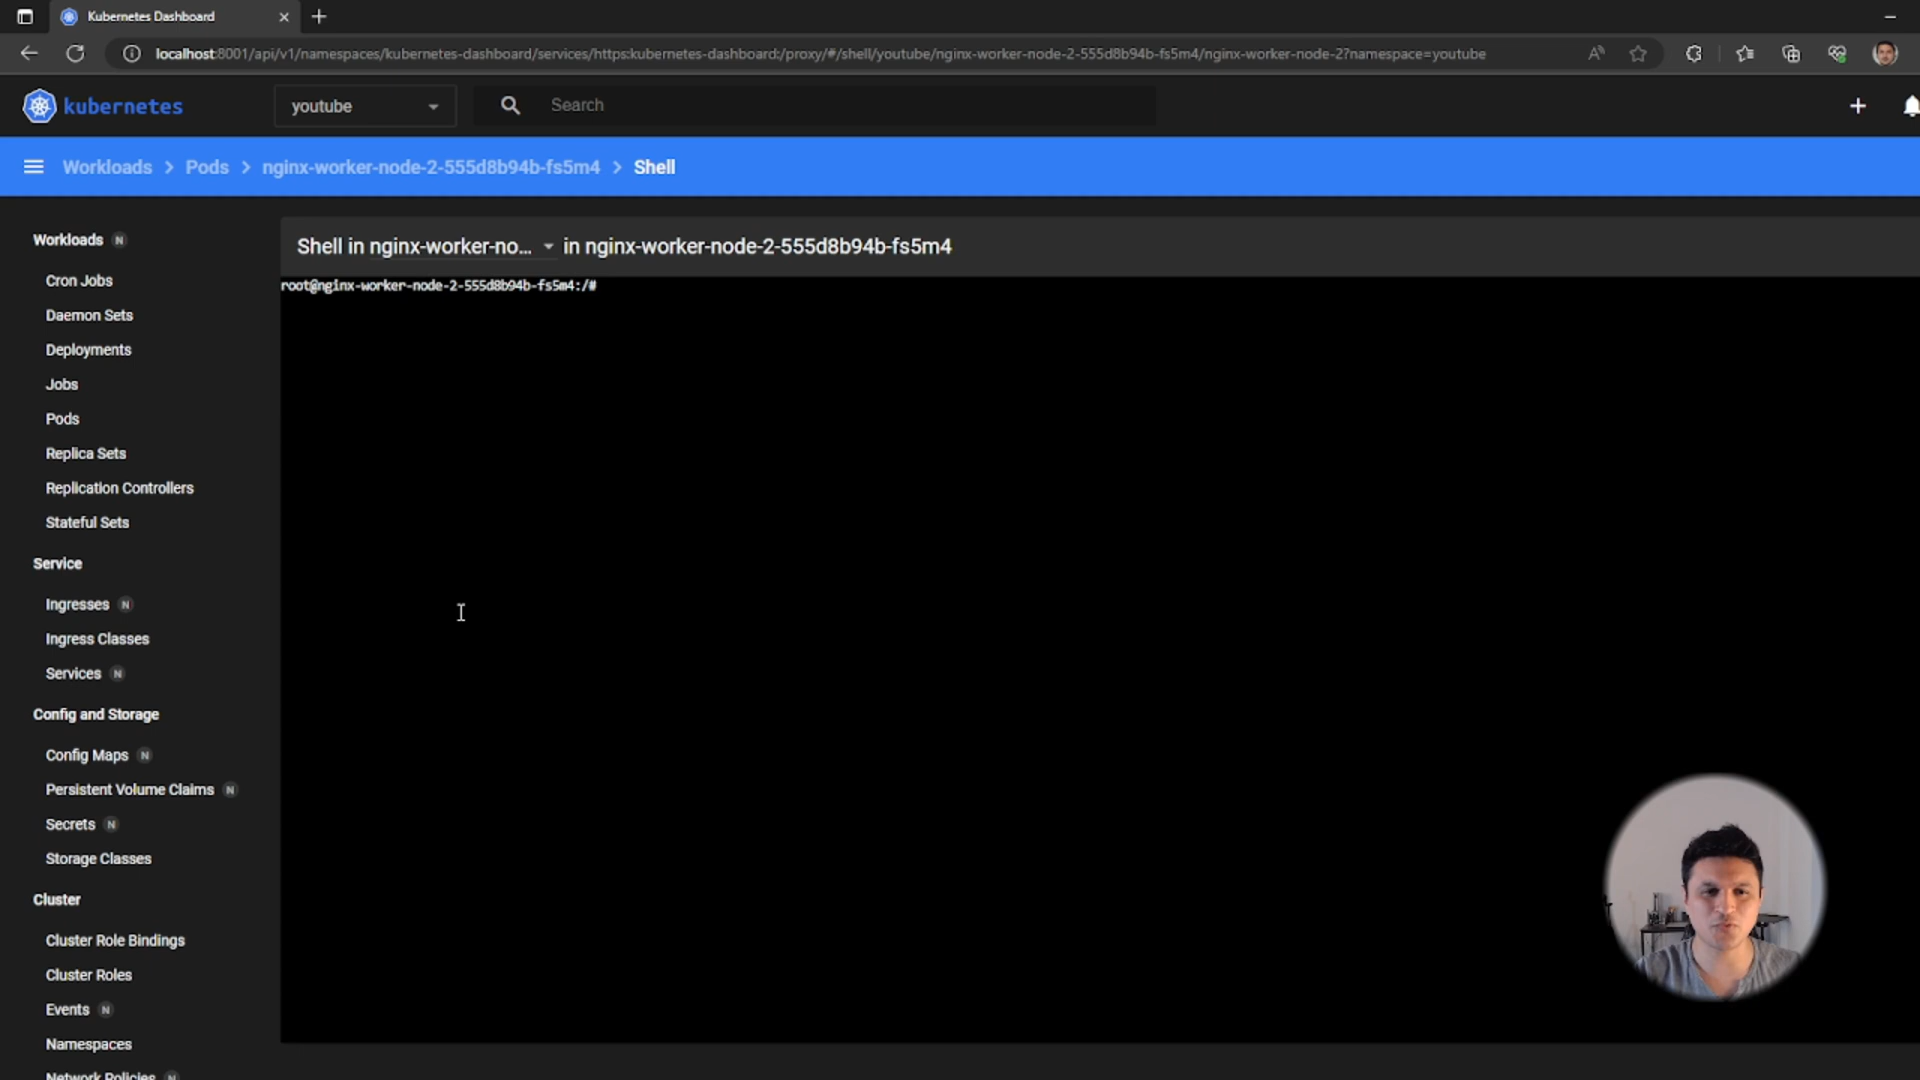 Kubernetes Dashboard
localhost:8001/api/v1/namespaces/kubernetes-dashboard/services/https:kubernetes-dashboard:/proxy/#/shell/youtube/nginx-worker-node-2-555d8b94b-fs5m4/nginx-worker-node-2?namespace=youtube
kubernetes
youtube
Search
Workloads > Pods > nginx-worker-node-2-555d8b94b-fs5m4 > Shell
Workloads N
Cron Jobs
Daemon Sets
Deployments
Jobs
Pods
Replica Sets
Replication Controllers
Stateful Sets
Service
Ingresses N
Ingress Classes
Services N
Config and Storage
Config Maps N
Persistent Volume Claims N
Secrets N
Storage Classes
Cluster
Cluster Role Bindings
Cluster Roles
Events N
Namespaces
Network Policies N
Shell in nginx-worker-no... in nginx-worker-node-2-555d8b94b-fs5m4
root@nginx-worker-node-2-555d8b94b-fs5m4:/#